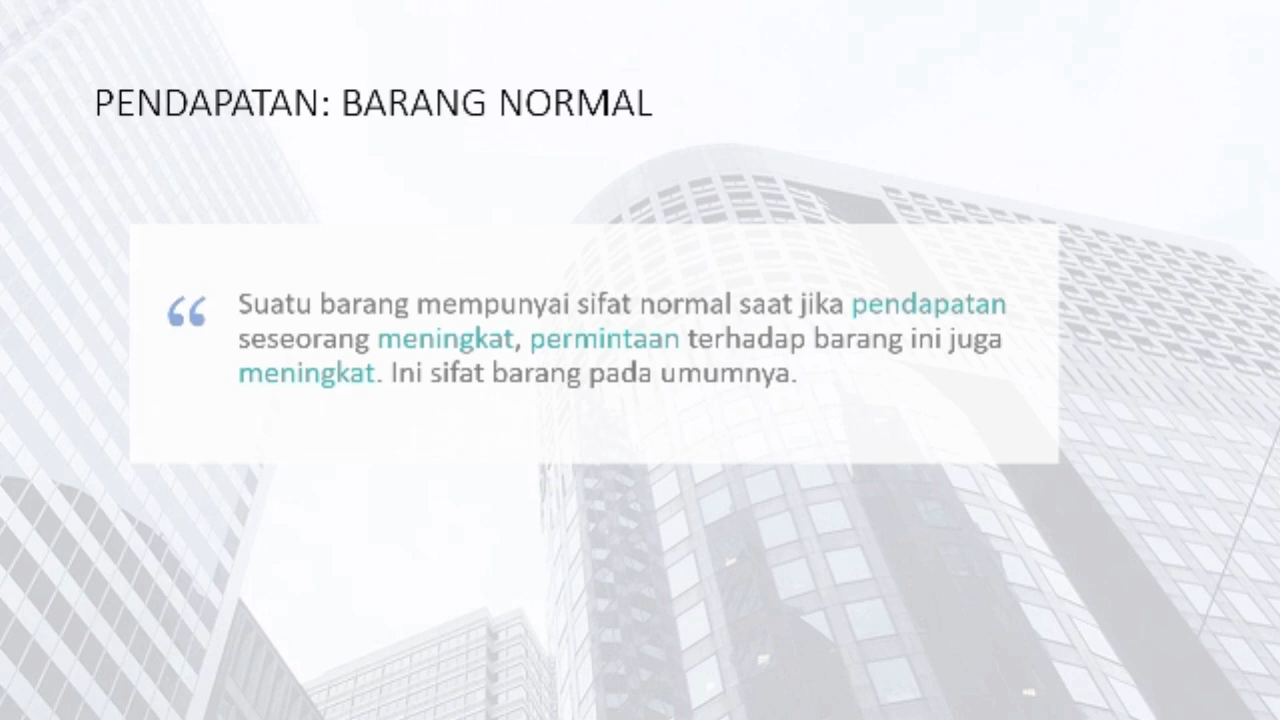 PENDAPATAN: BARANG NORMAL
“ Suatu barang mempunyai sifat normal saat jika pendapatan
seseorang meningkat, permintaan terhadap barang ini juga
meningkat. Ini sifat barang pada umumnya.